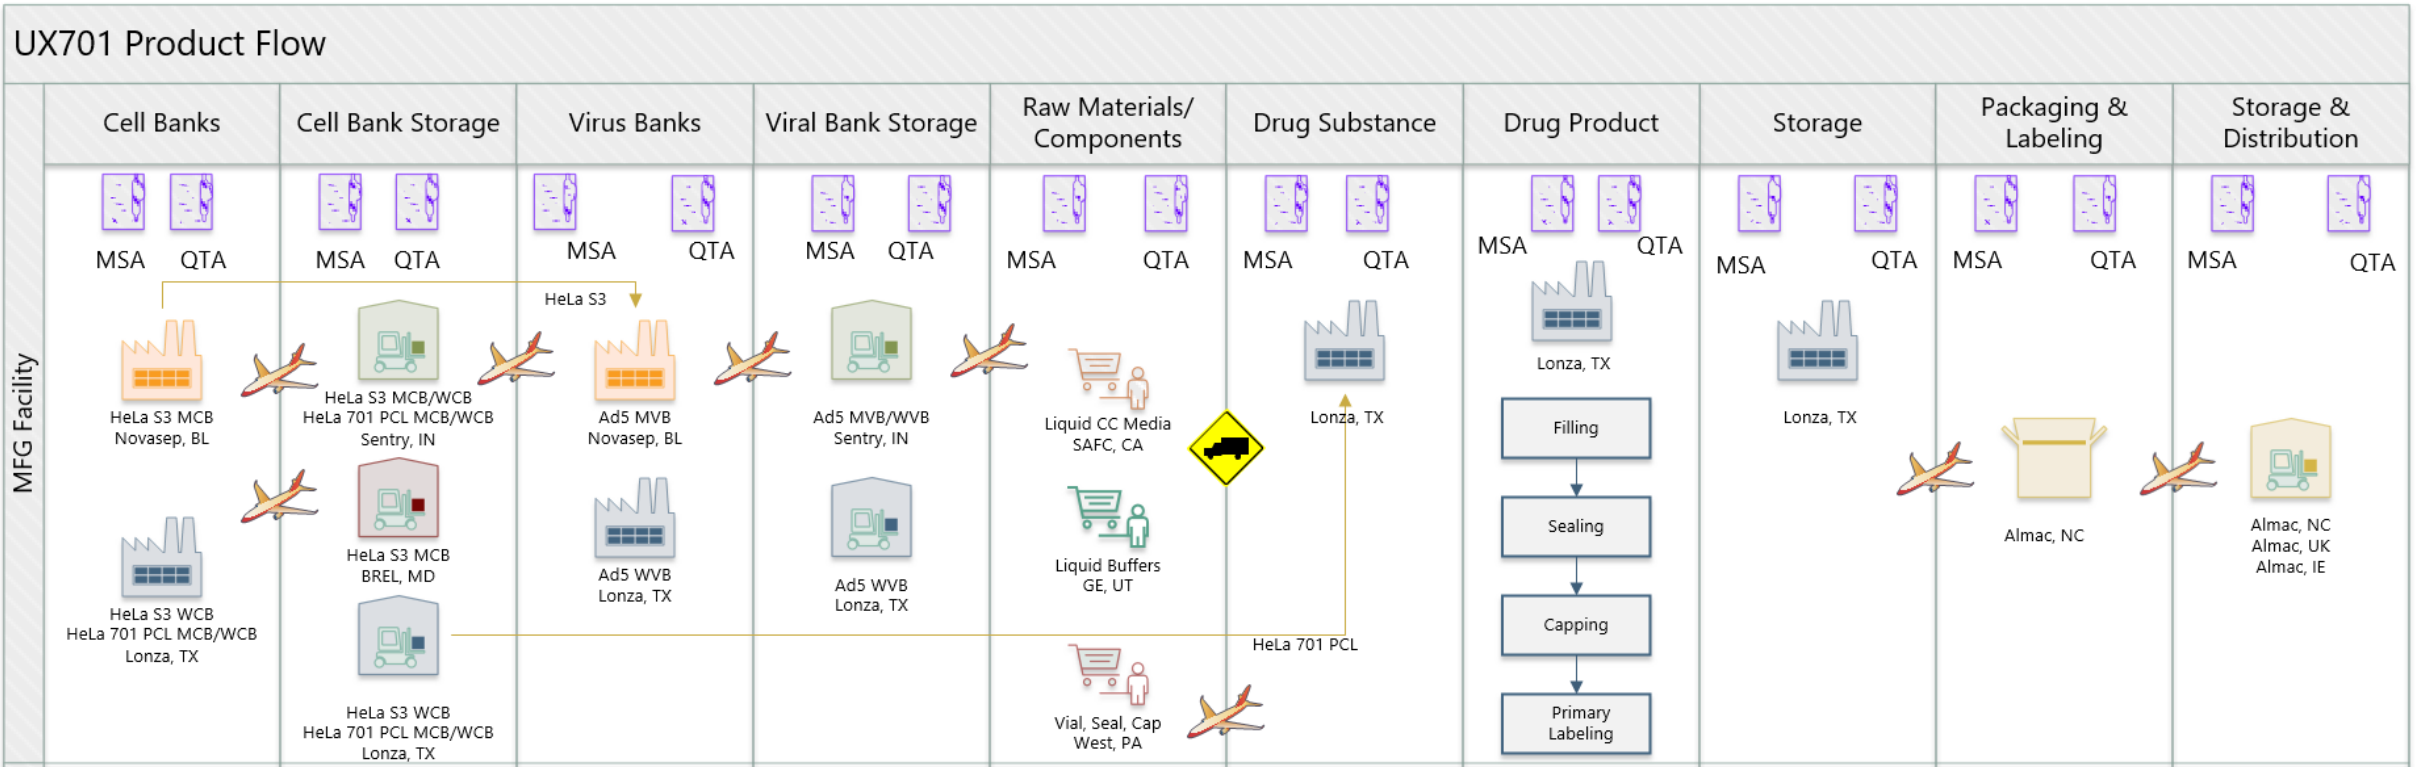 UX701 Product Flow
MFG Facility
Cell Banks
Cell Bank Storage
Virus Banks
Viral Bank Storage
Raw Materials/
Components
Drug Substance
Drug Product
Storage
Packaging &
Labeling
Storage &
Distribution
MSA
QTA
HeLa S3 MCB
Novasep, BL
HeLa S3 WCB
HeLa 701 PCL MCB/WCB
Lonza, TX
MSA
QTA
HeLa S3 MCB/WCB
HeLa 701 PCL MCB/WCB
Sentry, IN
HeLa S3 MCB
BREL, MD
HeLa S3 WCB
HeLa 701 PCL MCB/WCB
Lonza, TX
MSA
QTA
HeLa S3
Ad5 MVB
Novasep, BL
Ad5 WVB
Lonza, TX
MSA
QTA
Ad5 MVB/WVB
Sentry, IN
Ad5 WVB
Lonza, TX
MSA
QTA
Liquid CC Media
SAFC, CA
Liquid Buffers
GE, UT
Vial, Seal, Cap
West, PA
MSA
QTA
Lonza, TX
HeLa 701 PCL
MSA
QTA
Lonza, TX
Filling
Sealing
Capping
Primary
Labeling
MSA
QTA
Lonza, TX
MSA
QTA
Almac, NC
MSA
QTA
Almac, NC
Almac, UK
Almac, IE